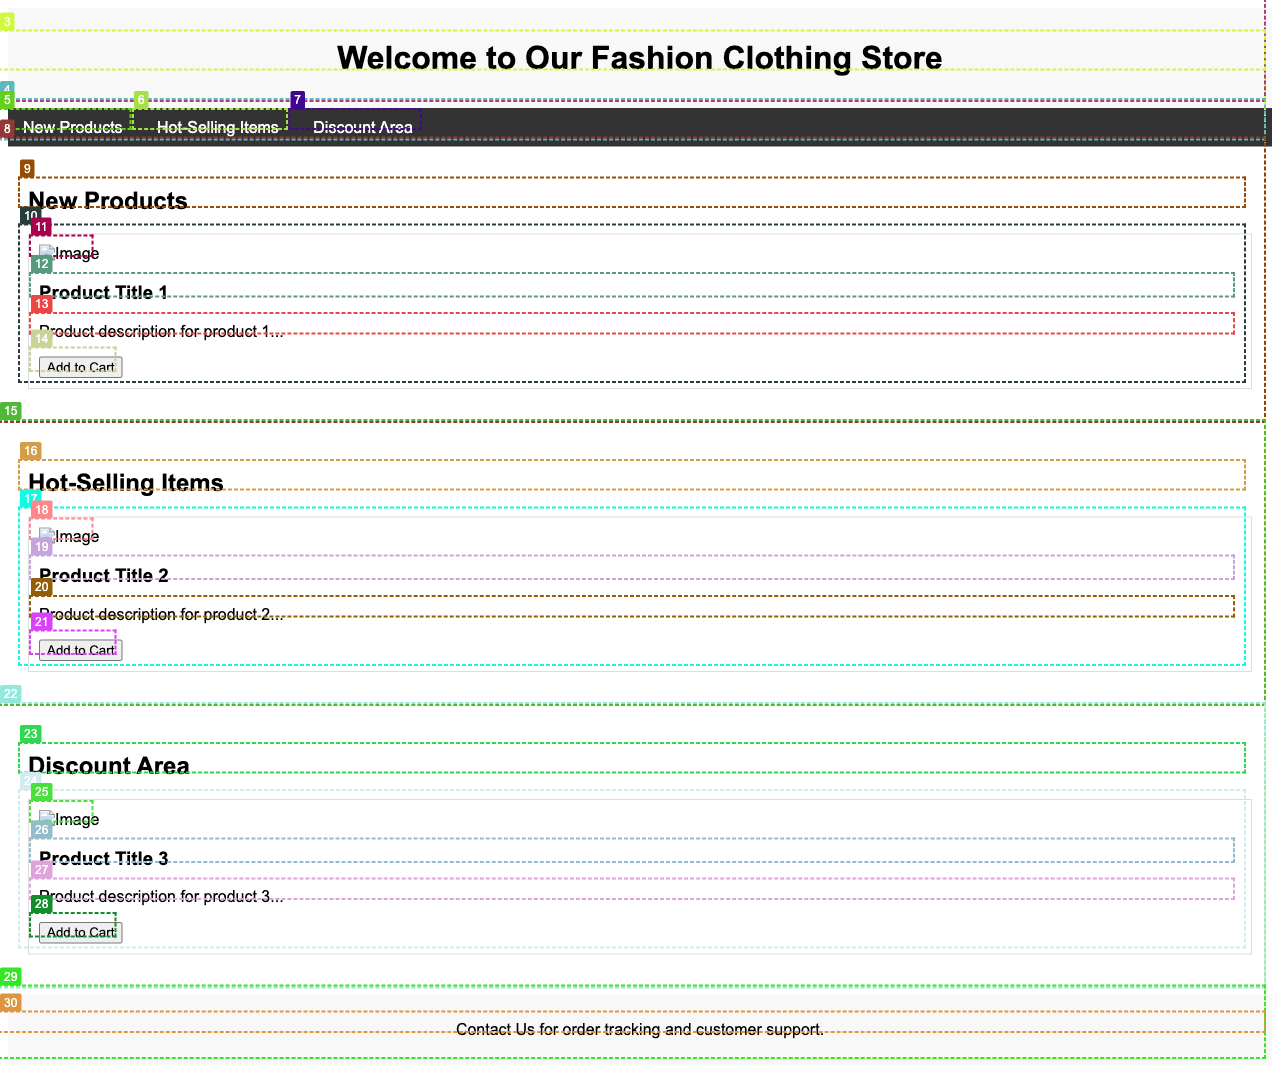 3
Welcome to Our Fashion Clothing Store
4
5 6 7
New Products Hot-Selling Items Discount Area
8
9
New Products
10
11
Image
12
Product Title 1
13
Product description for product 1...
14
Add to Cart
15
16
Hot-Selling Items
17
18
Image
19
Product Title 2
20
Product description for product 2...
21
Add to Cart
22
23
Discount Area
24
25
Image
26
Product Title 3
27
Product description for product 3...
28
Add to Cart
29
30
Contact Us for order tracking and customer support.